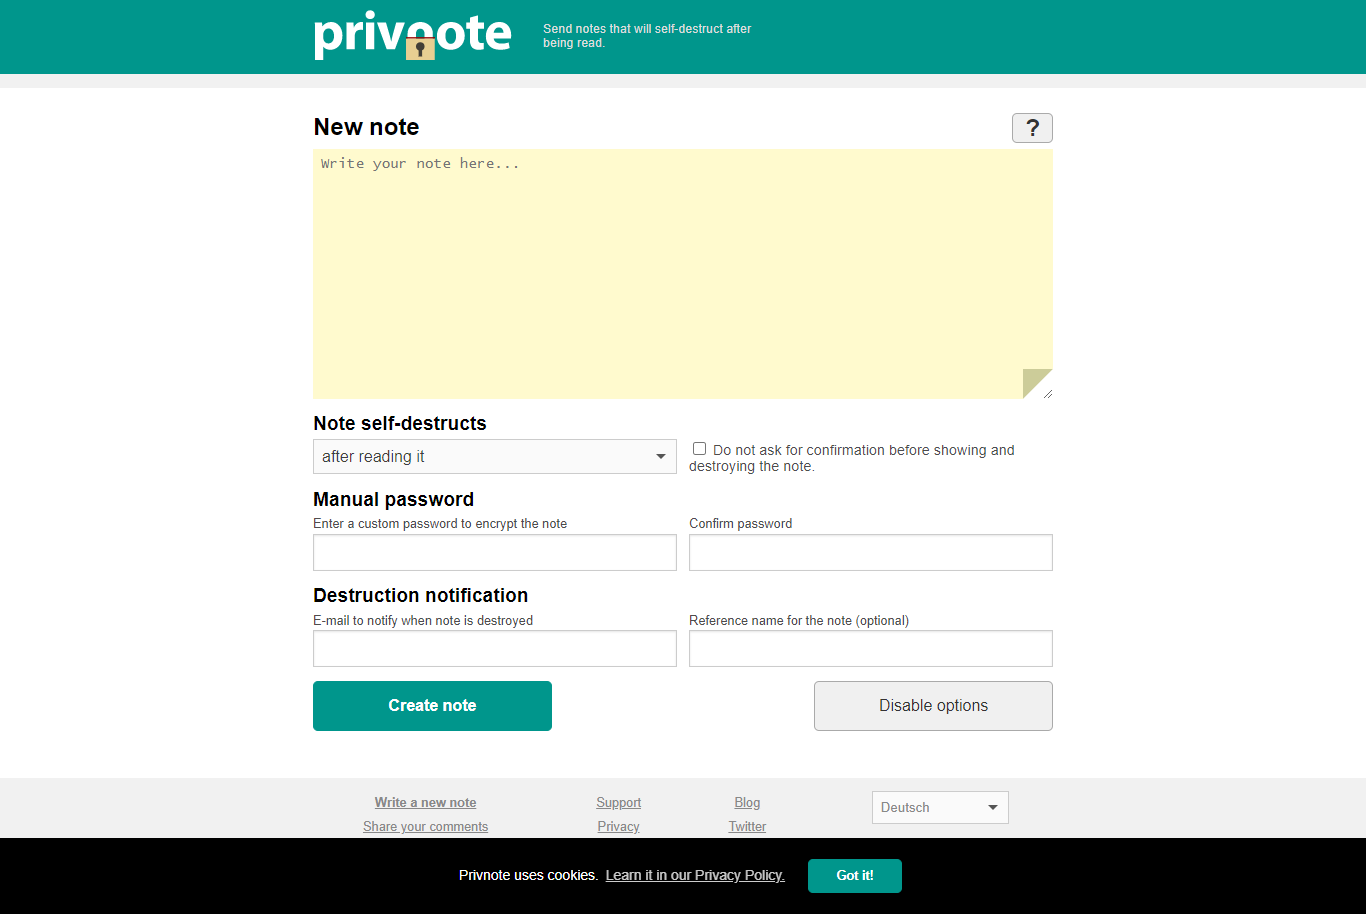 privnote
Send notes that will self-destruct after
being read.
New note
?
Write your note here...
Note self-destructs
after reading it
Do not ask for confirmation before showing and
destroying the note.
Manual password
Enter a custom password to encrypt the note
Confirm password
Destruction notification
E-mail to notify when note is destroyed
Reference name for the note (optional)
Create note
Disable options
Write a new note
Support
Blog
Deutsch
Share your comments
Privacy
Twitter
Privnote uses cookies. Learn it in our Privacy Policy.
Got it!